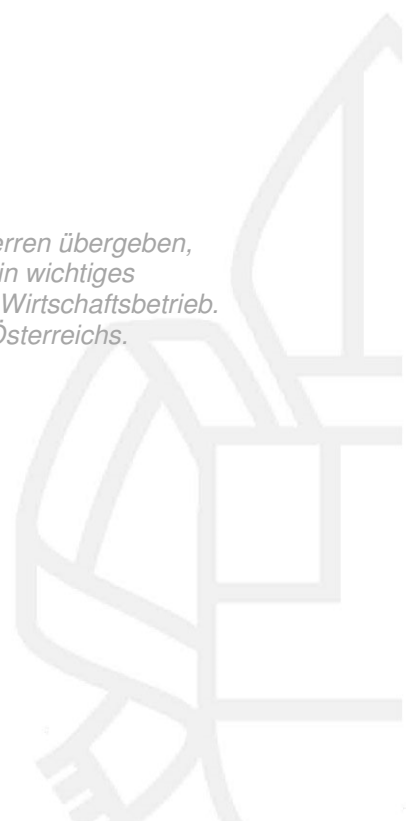 erren übergeben,
in wichtiges
Wirtschaftsbetrieb.
Österreichs.